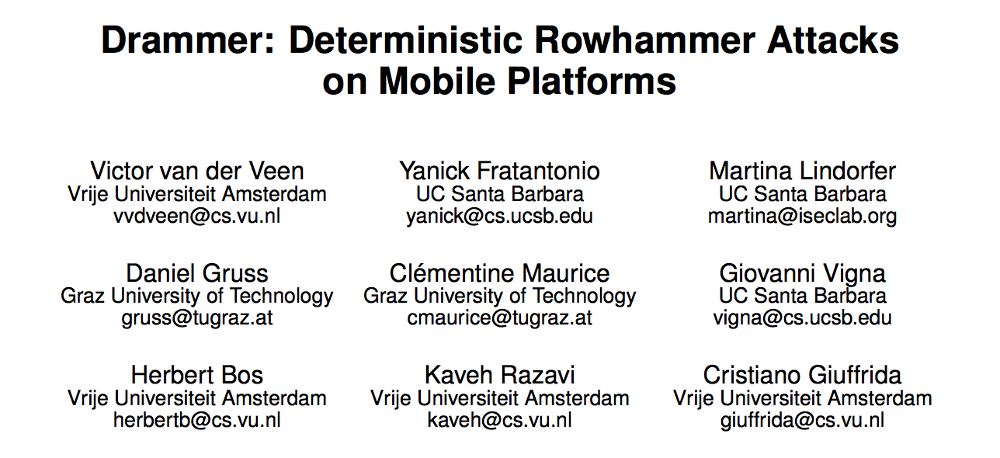 Drammer: Deterministic Rowhammer Attacks
on Mobile Platforms
Victor van der Veen
Vrije Universiteit Amsterdam
vvdveen@cs.vu.nl
Yanick Fratantonio
UC Santa Barbara
yanick@cs.ucsb.edu
Martina Lindorfer
UC Santa Barbara
martina@iseclab.org
Daniel Gruss
Graz University of Technology
gruss@tugraz.at
Clémentine Maurice
Graz University of Technology
cmaurice@tugraz.at
Giovanni Vigna
UC Santa Barbara
vigna@cs.ucsb.edu
Herbert Bos
Vrije Universiteit Amsterdam
herbertb@cs.vu.nl
Kaveh Razavi
Vrije Universiteit Amsterdam
kaveh@cs.vu.nl
Cristiano Giuffrida
Vrije Universiteit Amsterdam
giuffrida@cs.vu.nl